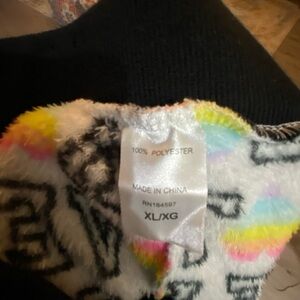 100% POLYESTER
MADE IN CHINA
RN164597
XL/XG